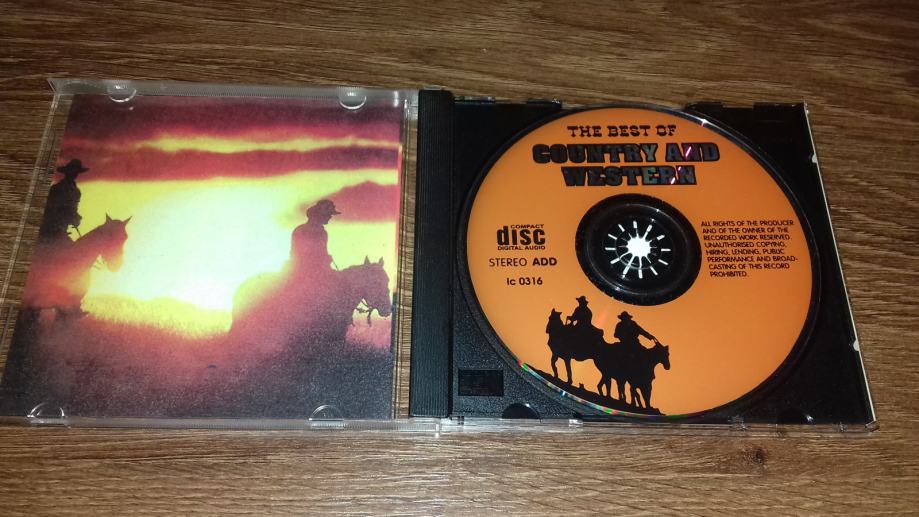 THE BEST OF
COUNTRY AND
WESTERN
COMPACT
disc
DIGITAL AUDIO
STEREO ADD
lc 0316
ALL RIGHTS OF THE PRODUCER
AND OF THE OWNER OF THE
RECORDED WORK RESERVED.
UNAUTHORISED COPYING,
HIRING, LENDING, PUBLIC
PERFORMANCE AND BROAD-
CASTING OF THIS RECORD
PROHIBITED.